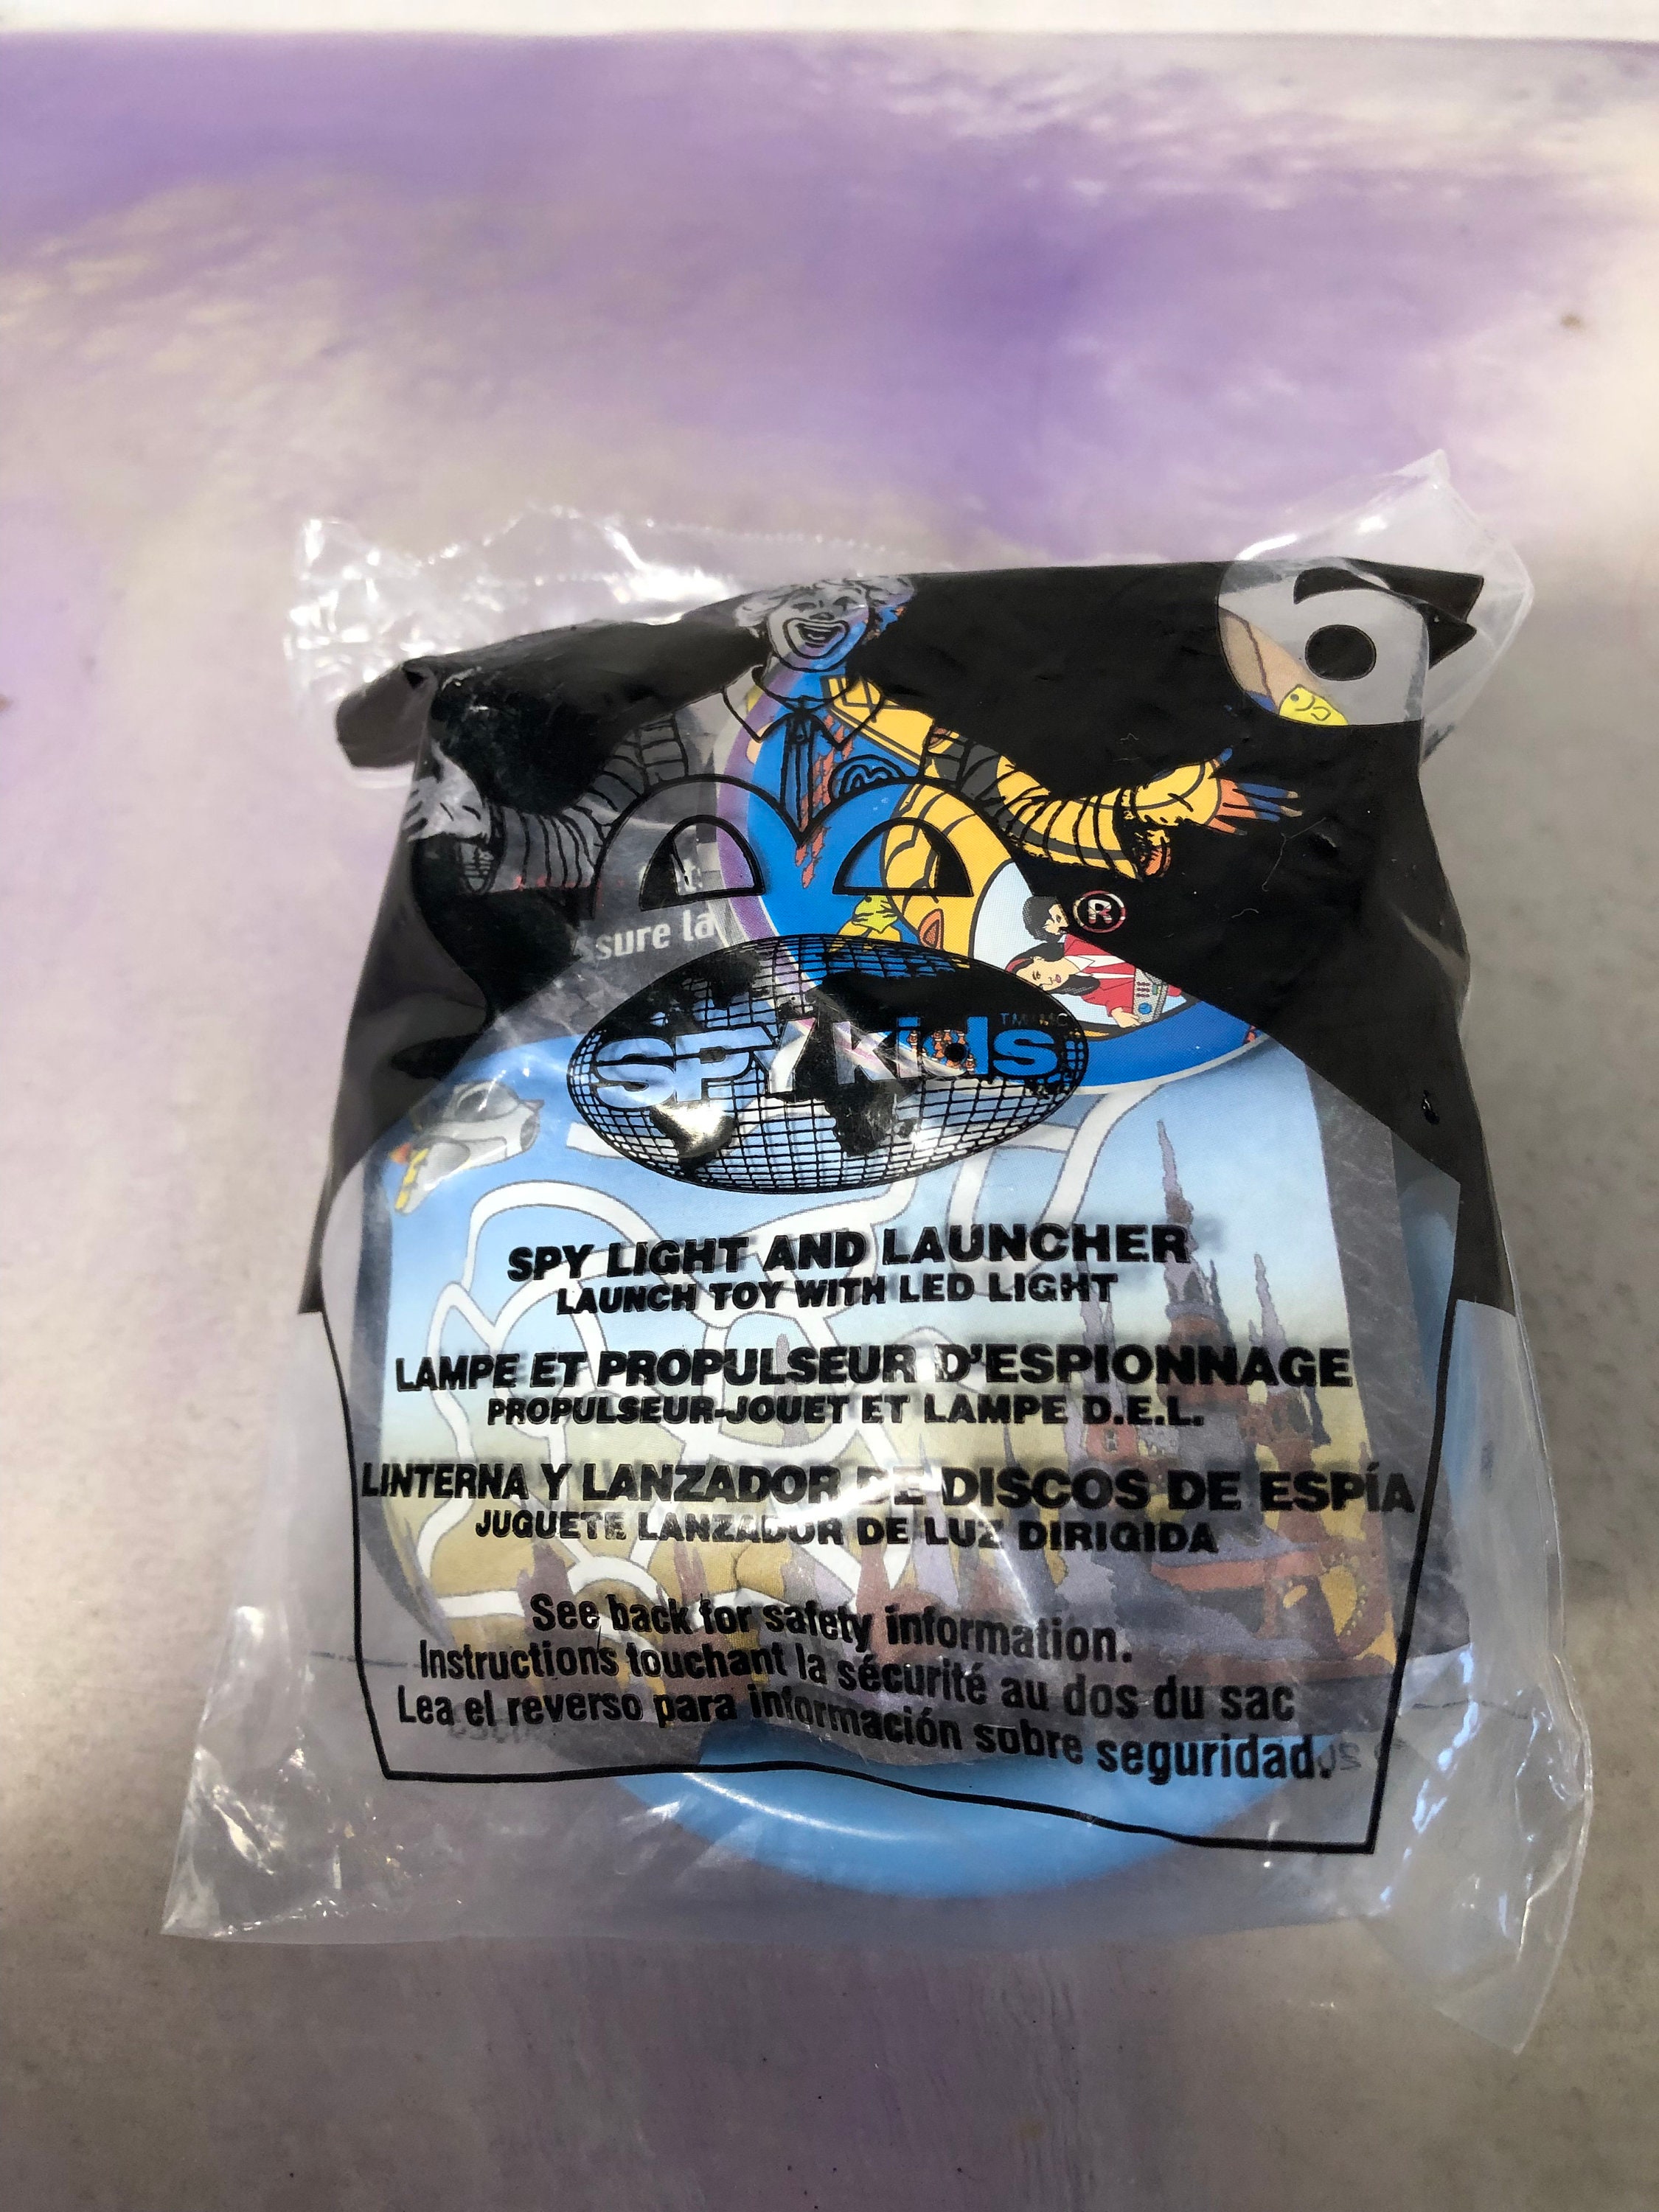 6
M
®
ssure la
SPY kids
TM/MC
SPY LIGHT AND LAUNCHER
LAUNCH TOY WITH LED LIGHT
LAMPE ET PROPULSEUR D'ESPIONNAGE
PROPULSEUR-JOUET ET LAMPE D.E.L.
LINTERNA Y LANZADOR DE DISCOS DE ESPÍA
JUGUETE LANZADOR DE LUZ DIRIGIDA
See back for safety information.
Instructions touchant la sécurité au dos du sac
Lea el reverso para información sobre seguridad.